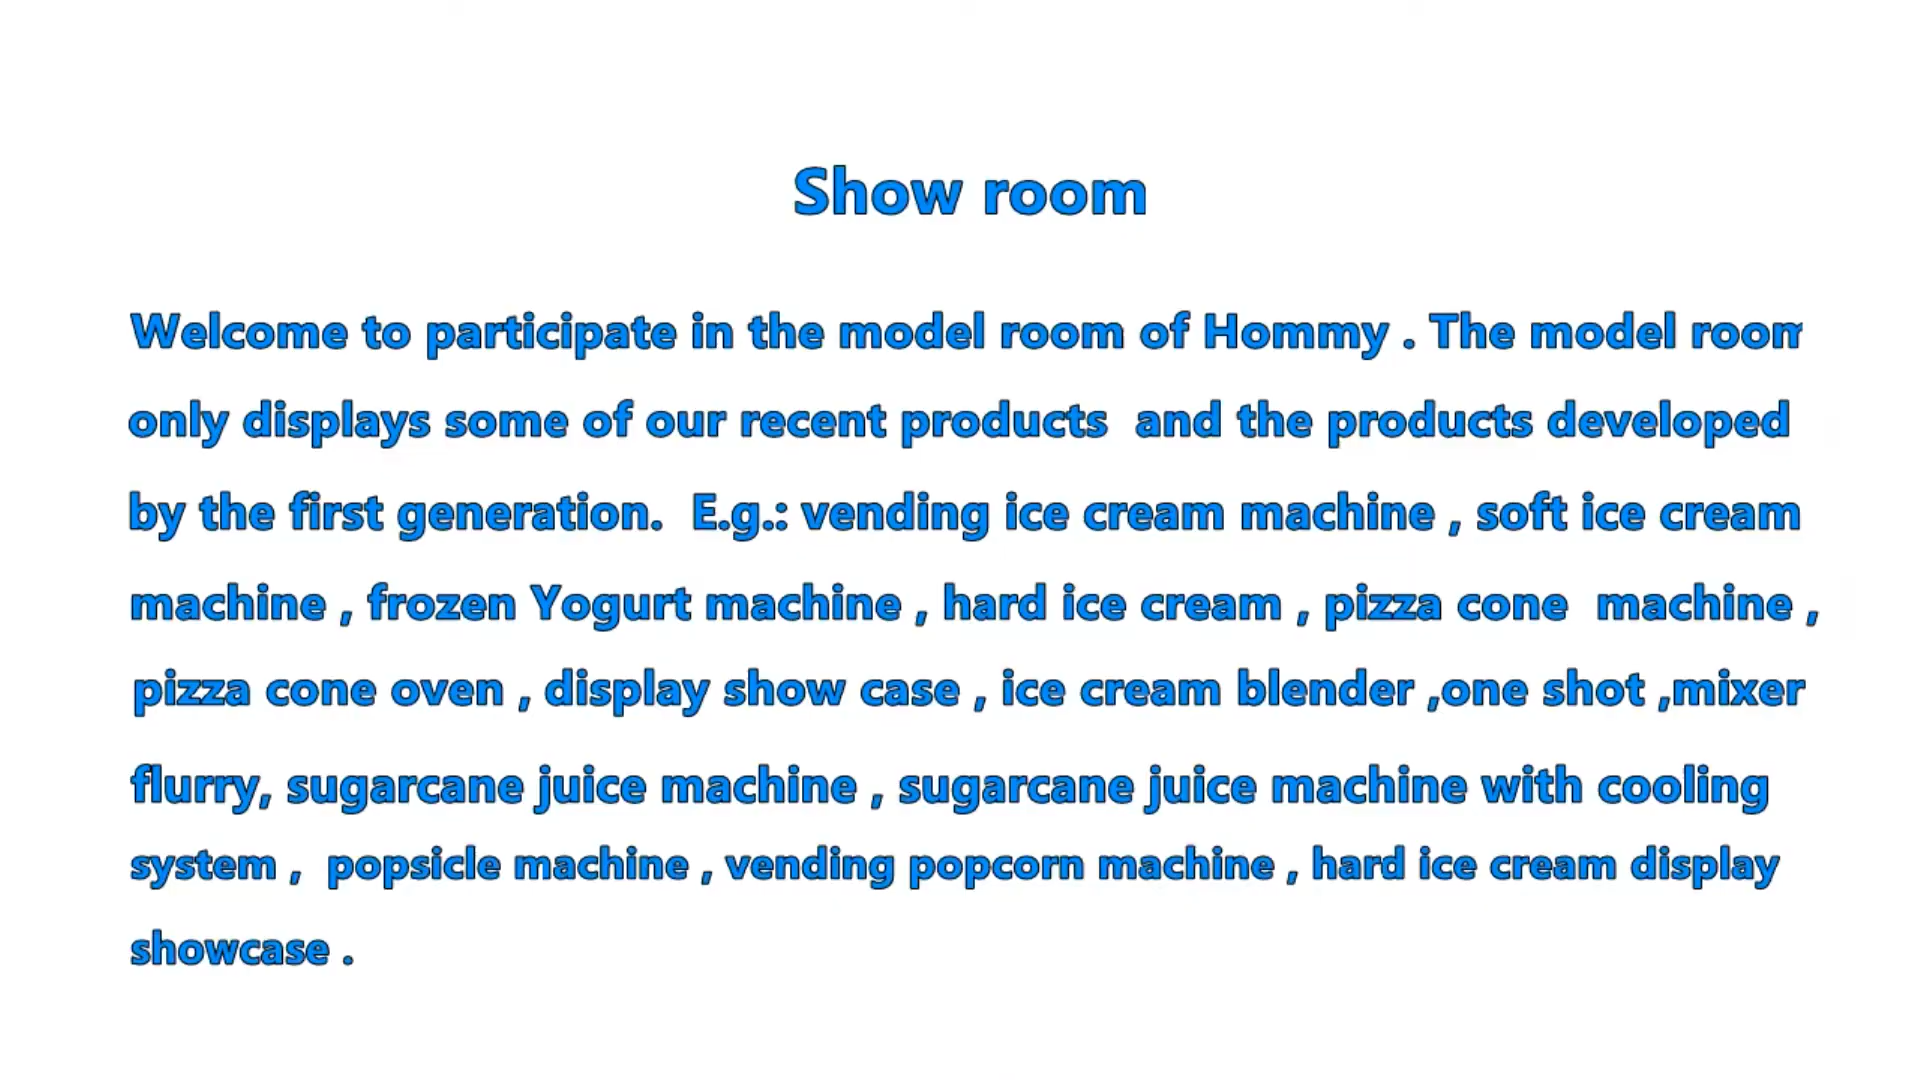 Show room
Welcome to participate in the model room of Hommy . The model room
only displays some of our recent products  and the products developed
by the first generation.  E.g.: vending ice cream machine , soft ice cream
machine , frozen Yogurt machine , hard ice cream , pizza cone  machine ,
pizza cone oven , display show case , ice cream blender ,one shot ,mixer
flurry, sugarcane juice machine , sugarcane juice machine with cooling
system ,  popsicle machine , vending popcorn machine , hard ice cream display
showcase .